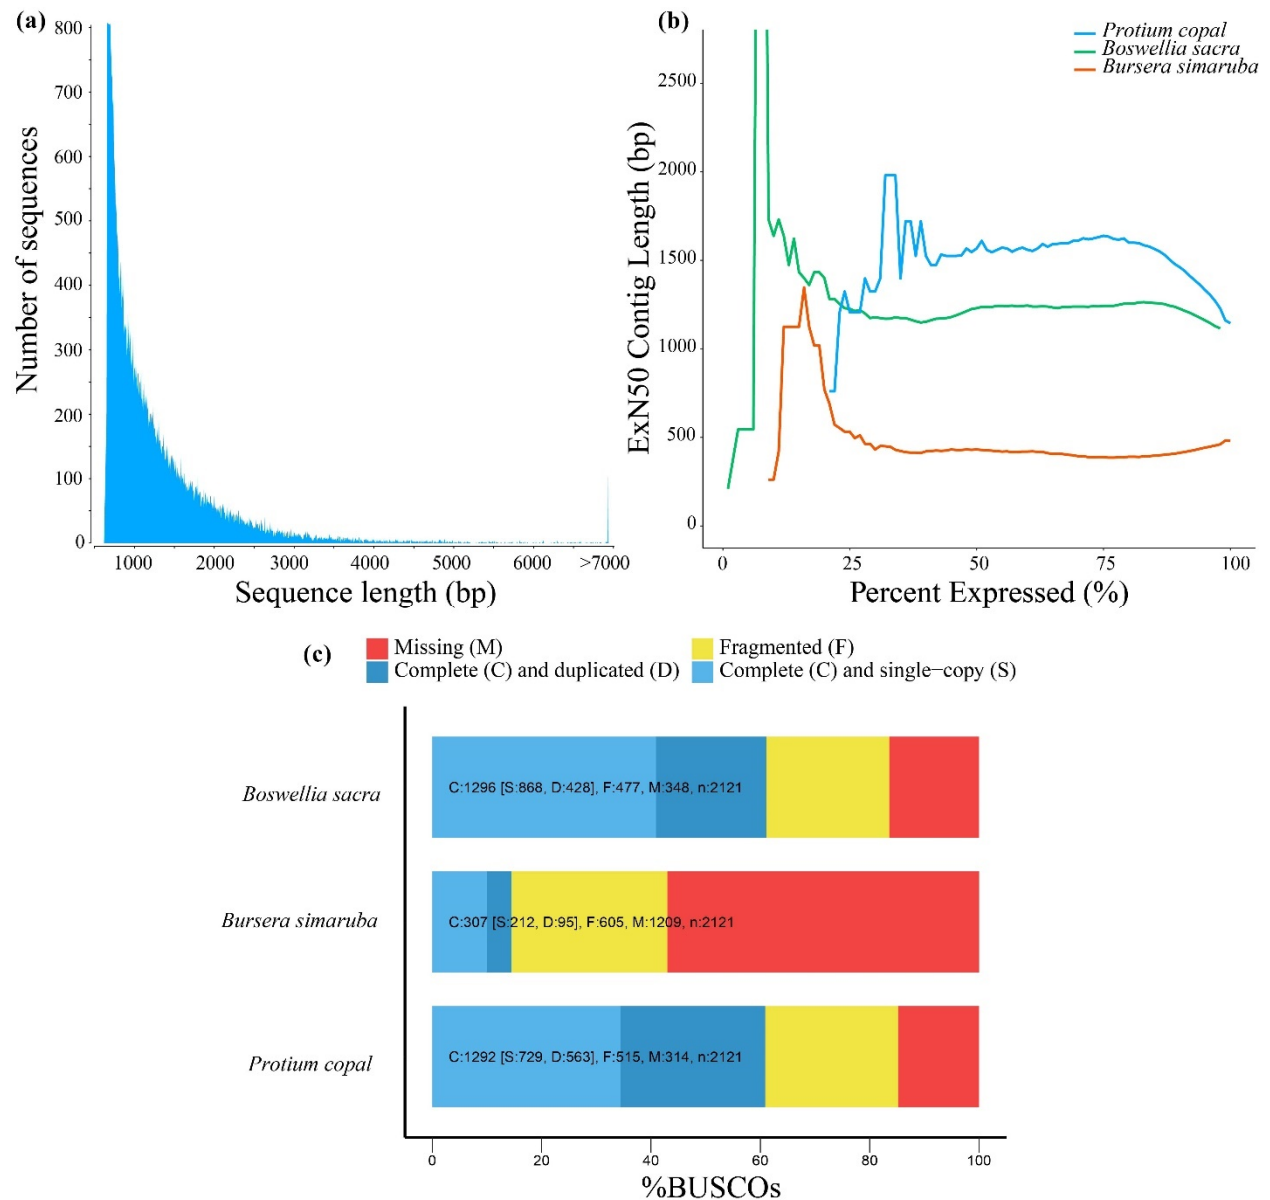 (a)
800
700
600
500
400
300
200
100
0
Number of sequences
1000 2000 3000 4000 5000 6000 >7000
Sequence length (bp)
(b)
Protium copal
Boswellia sacra
Bursera simaruba
2500
2000
1500
1000
500
0
ExN50 Contig Length (bp)
0 25 50 75 100
Percent Expressed (%)
(c)
Missing (M) Fragmented (F)
Complete (C) and duplicated (D) Complete (C) and single−copy (S)
Boswellia sacra
C:1296 [S:868, D:428], F:477, M:348, n:2121
Bursera simaruba
C:307 [S:212, D:95], F:605, M:1209, n:2121
Protium copal
C:1292 [S:729, D:563], F:515, M:314, n:2121
0 20 40 60 80 100
%BUSCOs